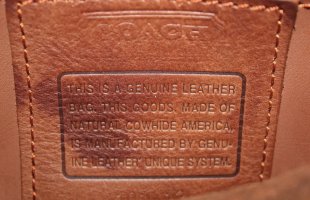 COACH
THIS IS A GENUINE LEATHER
BAG. THIS, GOODS, MADE OF
NATURAL COWHIDE AMERICA,
IS MANUFACTURED BY GENU-
INE LEATHER' UNIQUE SYSTEM.